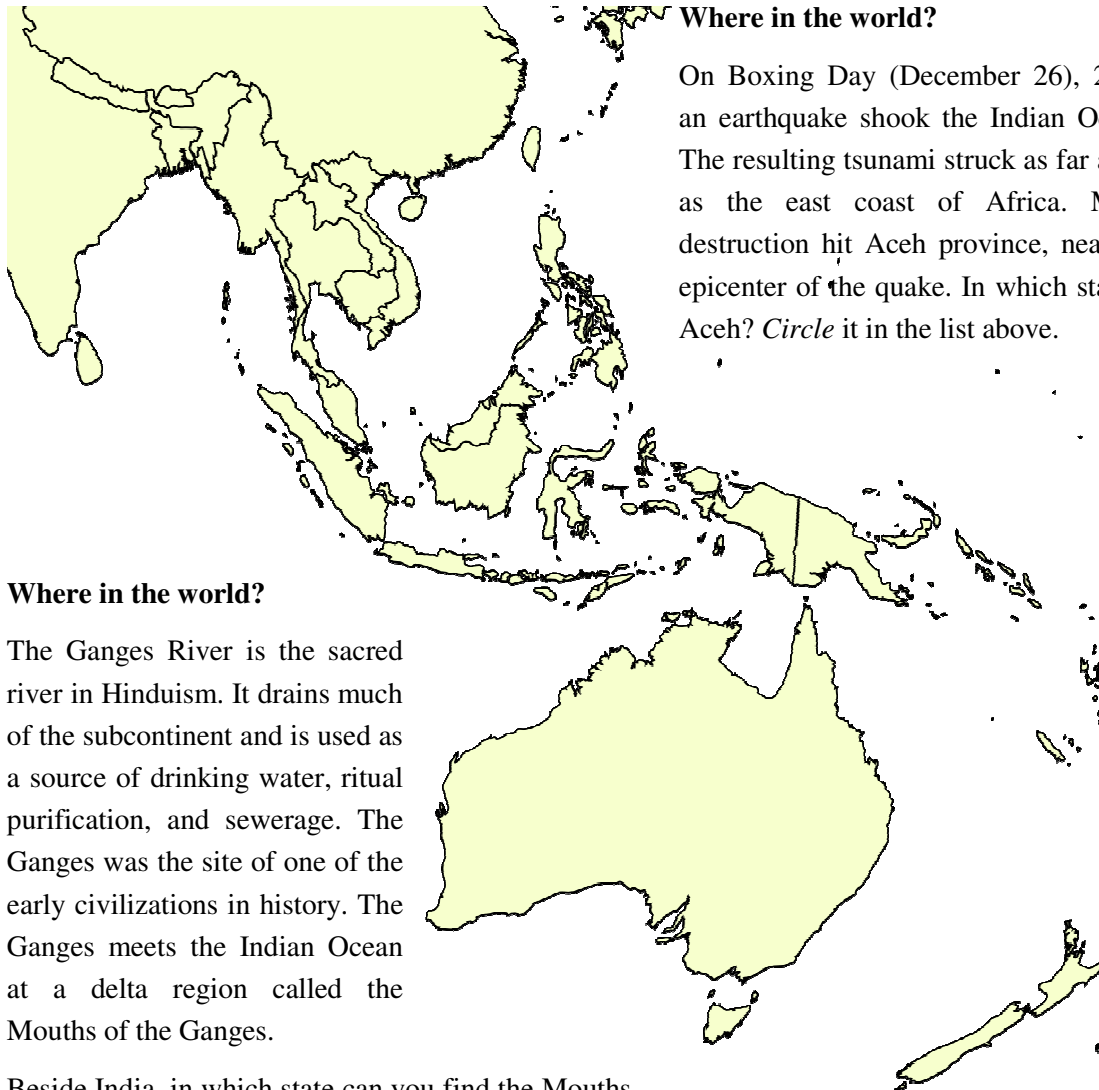 Where in the world?
On Boxing Day (December 26), 2
an earthquake shook the Indian O
The resulting tsunami struck as far a
as the east coast of Africa. M
destruction hit Aceh province, nea
epicenter of the quake. In which sta
Aceh? Circle it in the list above.
Where in the world?
The Ganges River is the sacred
river in Hinduism. It drains much
of the subcontinent and is used as
a source of drinking water, ritual
purification, and sewerage. The
Ganges was the site of one of the
early civilizations in history. The
Ganges meets the Indian Ocean
at a delta region called the
Mouths of the Ganges.
Beside India, in which state can you find the Mouths